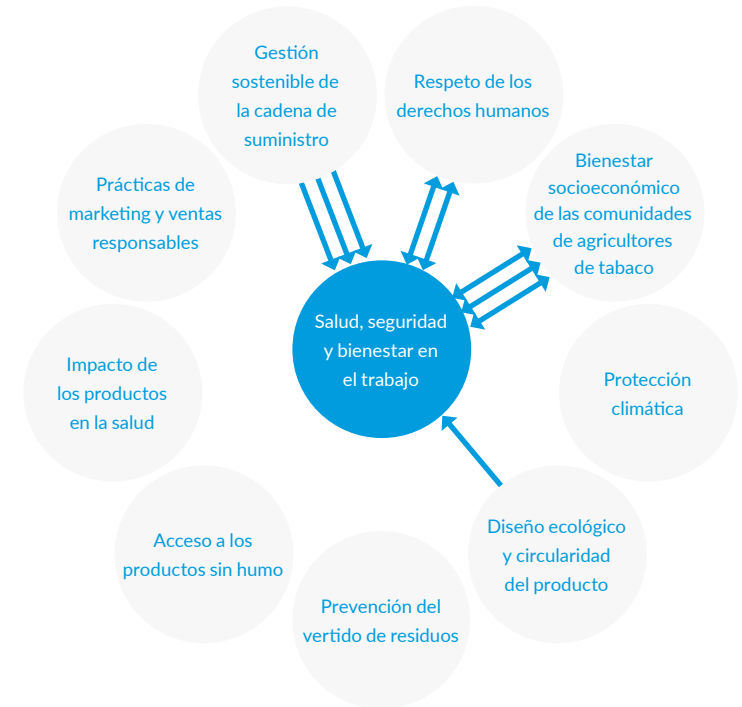 Gestión
sostenible de
la cadena de
suministro
Respeto de los
derechos humanos
Bienestar
socioeconómico
de las comunidades
de agricultores
de tabaco
Prácticas de
marketing y ventas
responsables
Salud, seguridad
y bienestar en
el trabajo
Impacto de
los productos
en la salud
Protección
climática
Diseño ecológico
y circularidad
del producto
Acceso a los
productos sin humo
Prevención del
vertido de residuos